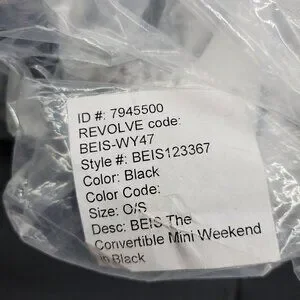 ID #: 7945500
REVOLVE code:
BEIS-WY47
Style #: BEIS123367
Color: Black
Color Code:
Size: O/S
Desc: BEIS The
Convertible Mini Weekend
in Black